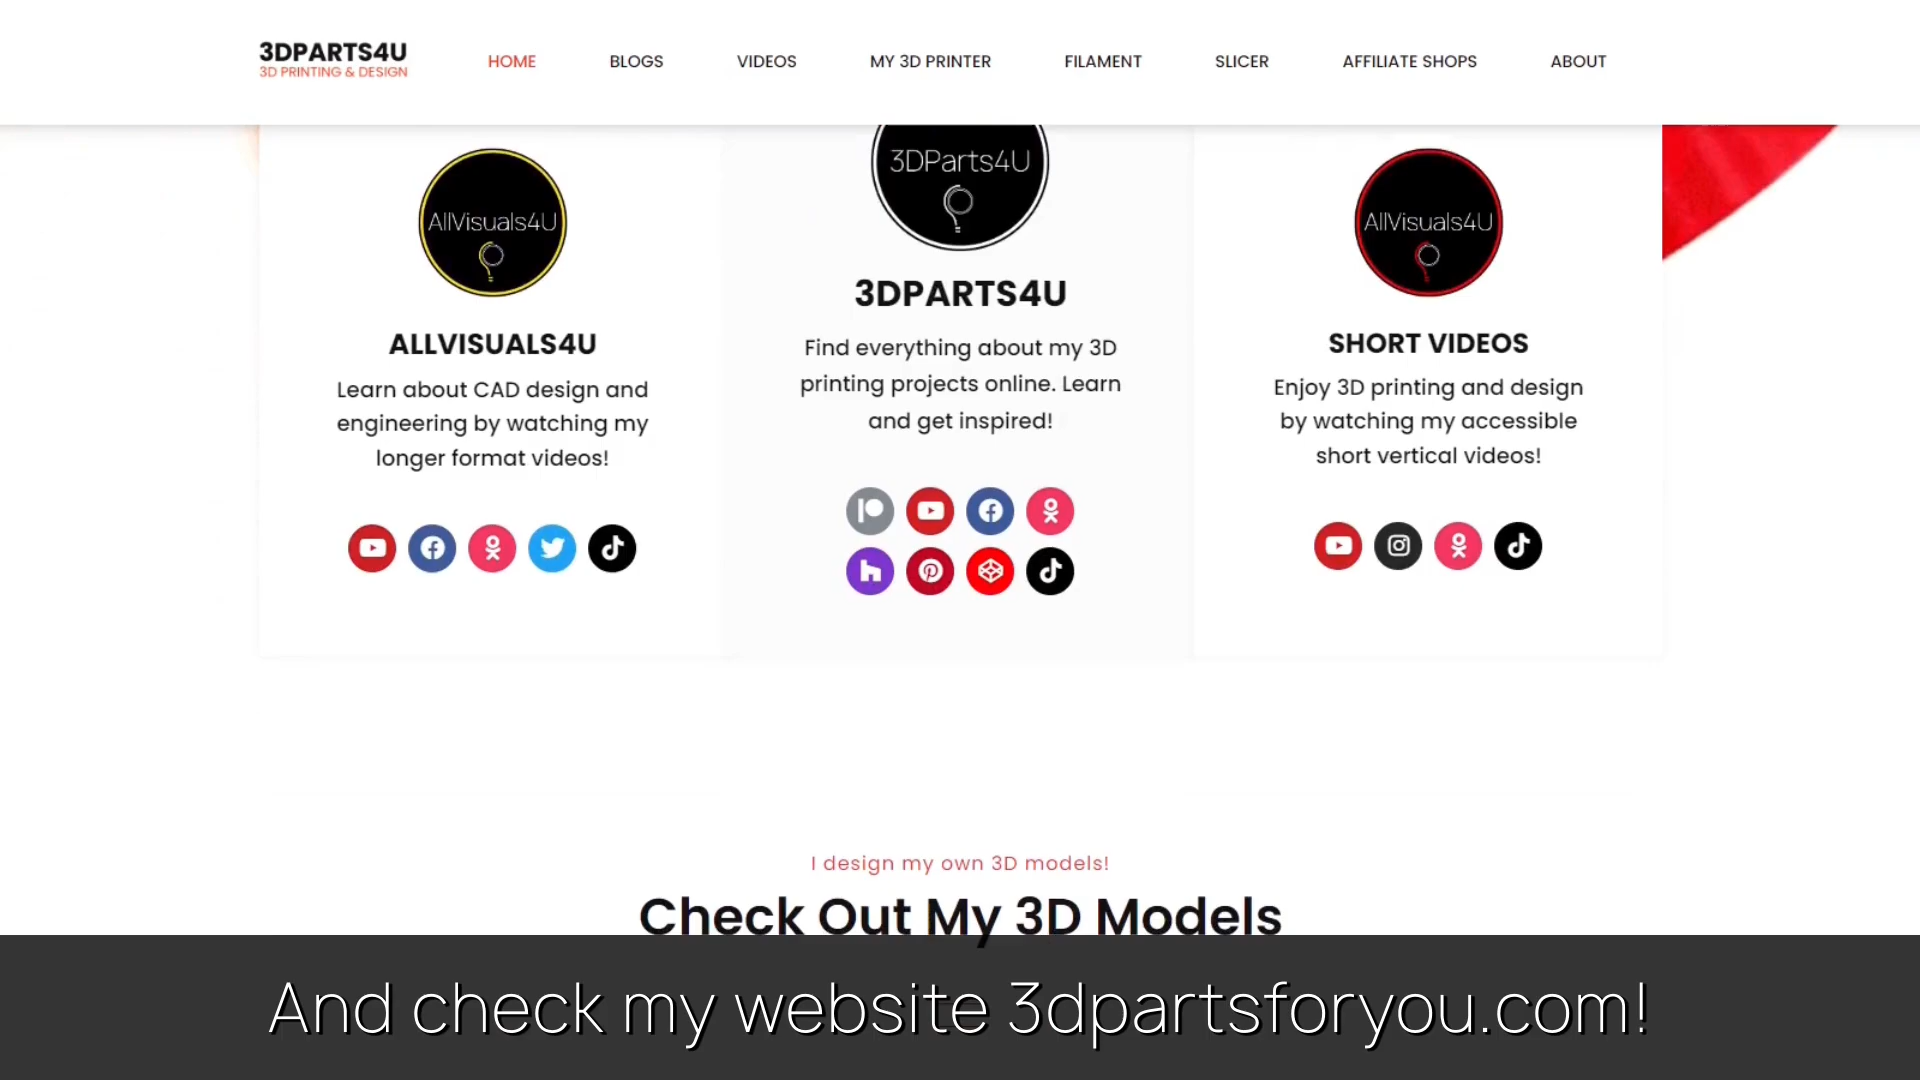 3DPARTS4U
3D PRINTING & DESIGN
HOME
BLOGS
VIDEOS
MY 3D PRINTER
FILAMENT
SLICER
AFFILIATE SHOPS
ABOUT
AllVisuals4U
ALLVISUALS4U
Learn about CAD design and
engineering by watching my
longer format videos!
3DParts4U
3DPARTS4U
Find everything about my 3D
printing projects online. Learn
and get inspired!
AllVisuals4U
SHORT VIDEOS
Enjoy 3D printing and design
by watching my accessible
short vertical videos!
I design my own 3D models!
Check Out My 3D Models
And check my website 3dpartsforyou.com!